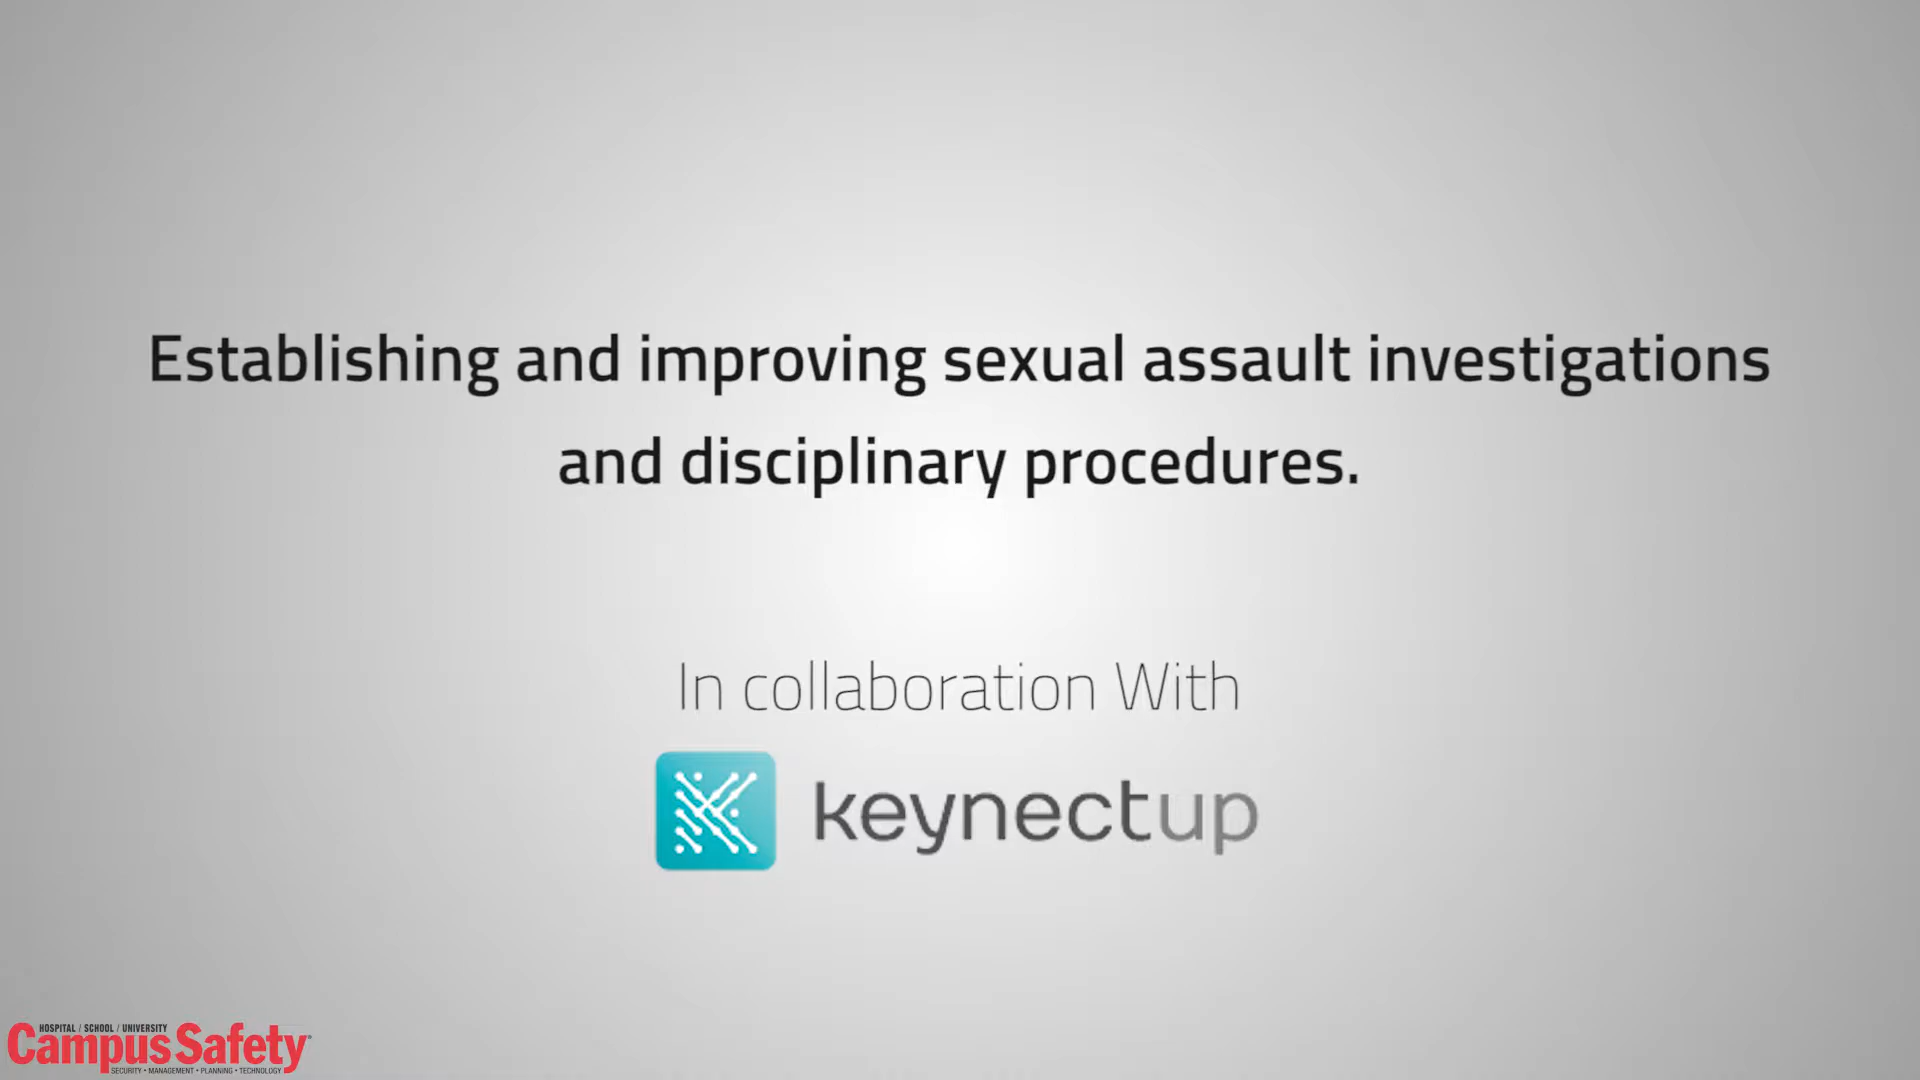 Establishing and improving sexual assault investigations
and disciplinary procedures.
In collaboration With
keynectup
HOSPITAL / SCHOOL / UNIVERSITY
Campus Safety®
SECURITY • MANAGEMENT • PLANNING • TECHNOLOGY